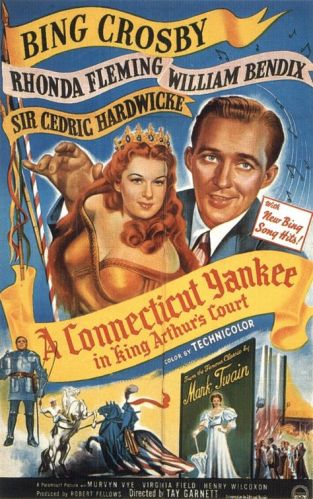 BING CROSBY
RHONDA FLEMING
WILLIAM BENDIX
SIR CEDRIC HARDWICKE
With
New Bing
Song Hits!
A Connecticut Yankee
in King Arthur's Court
COLOR BY TECHNICOLOR
From the Famous Classic by
Mark Twain
A Paramount Picture with MURVYN VYE VIRGINIA FIELD HENRY WILCOXON
Produced by ROBERT FELLOWS Directed by TAY GARNETT